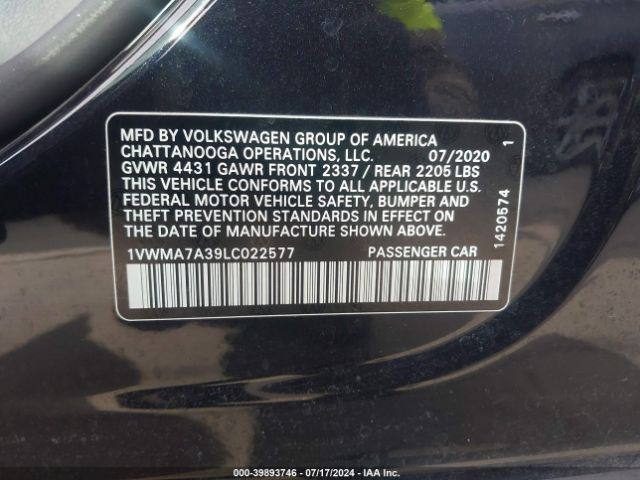 MFD BY VOLKSWAGEN GROUP OF AMERICA
CHATTANOOGA OPERATIONS, LLC. 07/2020
GVWR 4431 GAWR FRONT 2337 / REAR 2205 LBS
THIS VEHICLE CONFORMS TO ALL APPLICABLE U.S.
FEDERAL MOTOR VEHICLE SAFETY, BUMPER AND
THEFT PREVENTION STANDARDS IN EFFECT ON
THE DATE OF MANUFACTURE SHOWN ABOVE.
1VWMA7A39LC022577 PASSENGER CAR
1420574 1
000-39893746 - 07/17/2024 - IAA Inc.